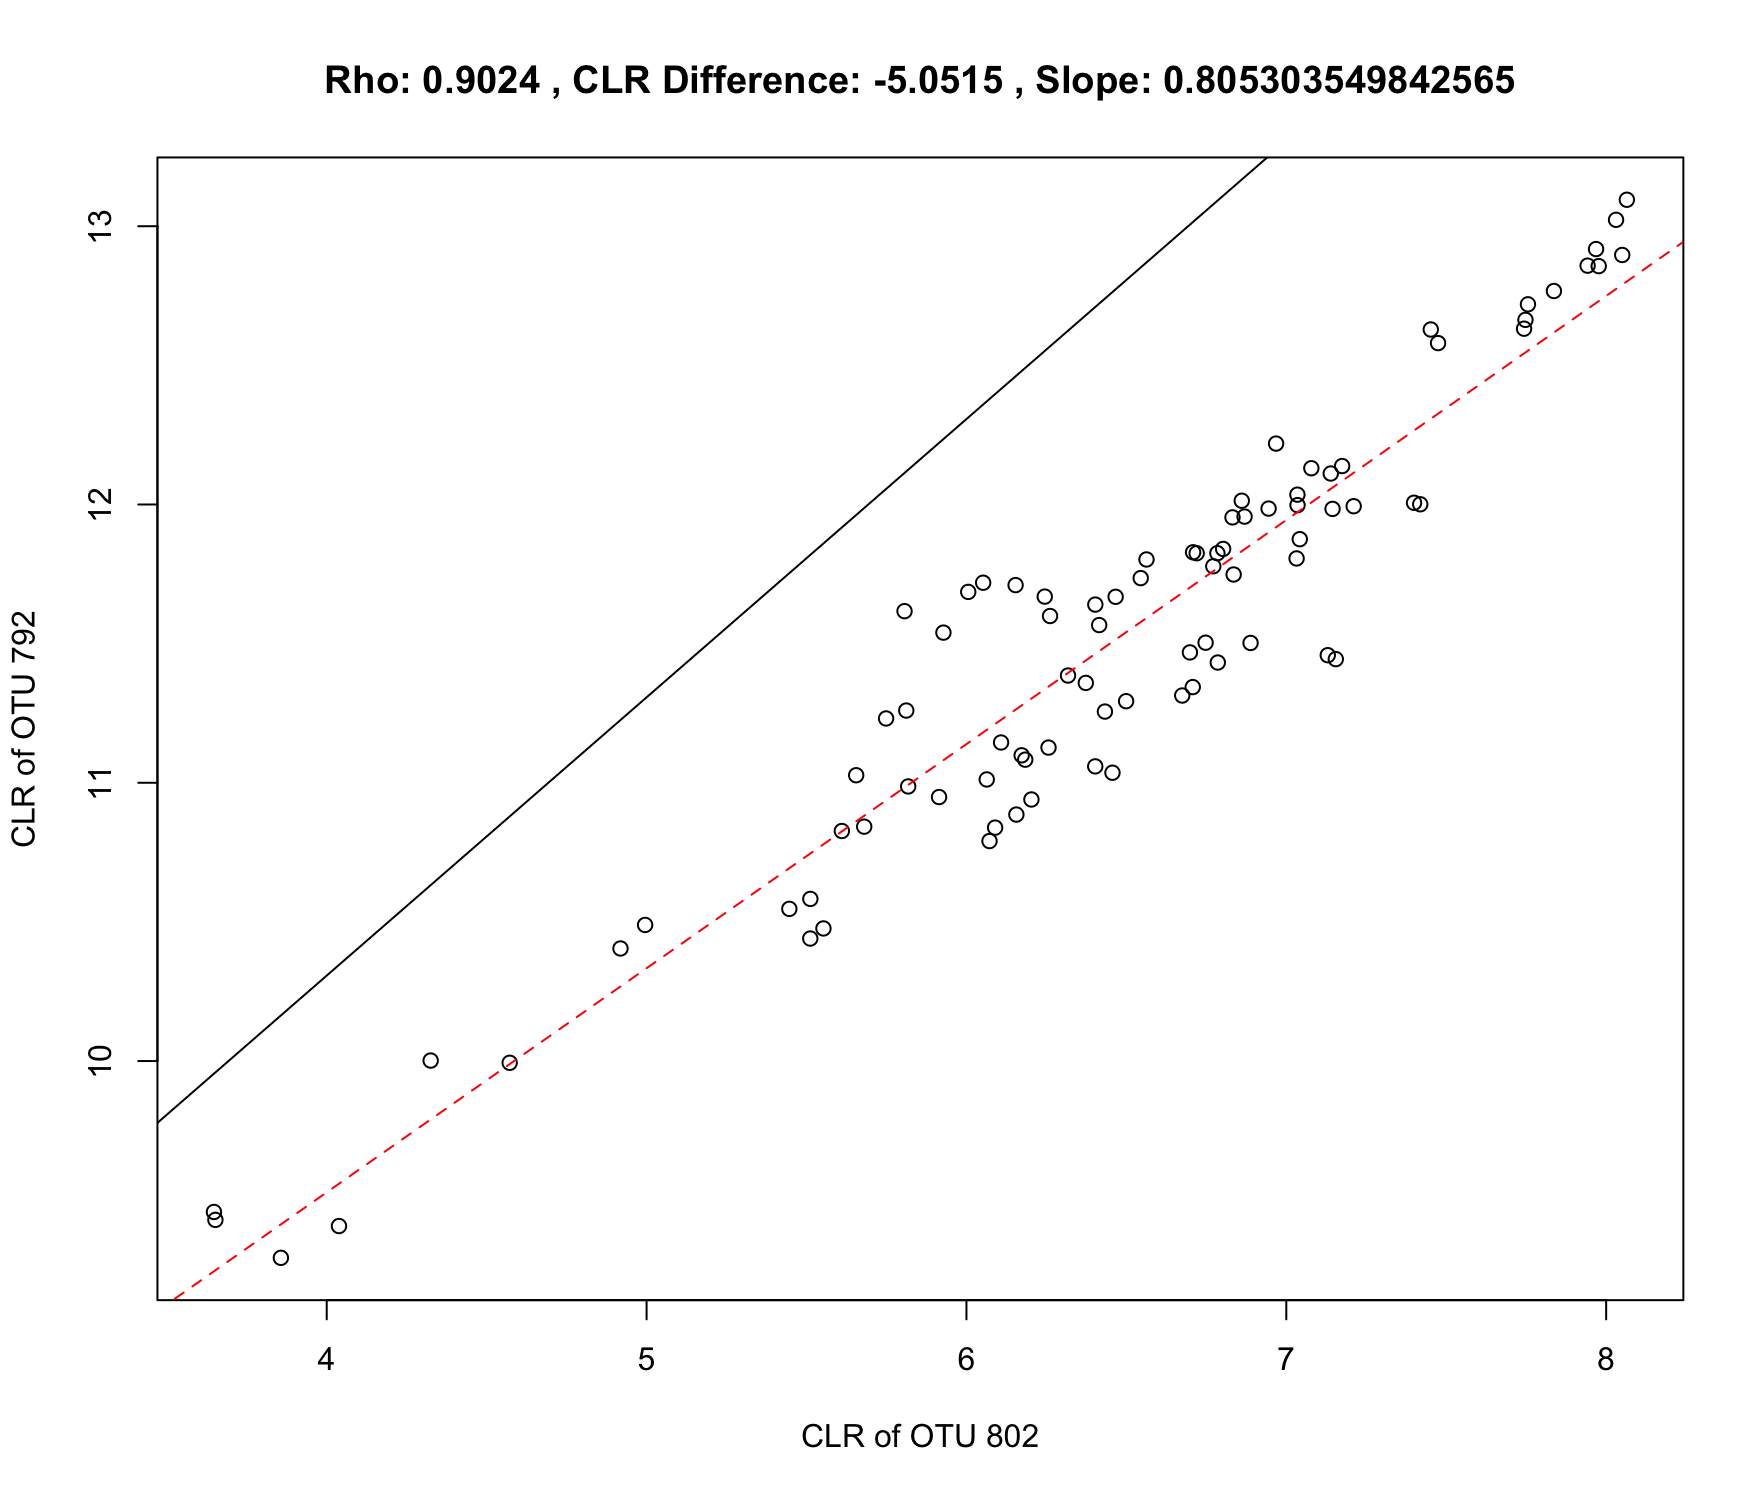 Rho: 0.9024 , CLR Difference: -5.0515 , Slope: 0.805303549842565
CLR of OTU 792
13
12
11
10
4 5 6 7 8
CLR of OTU 802